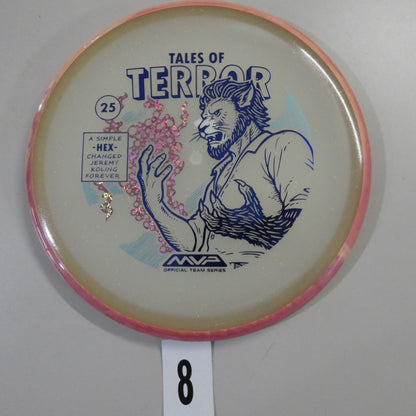 TALES OF
TERROR
25
A SIMPLE
-HEX-
CHANGED
JEREMY
KOLING
FOREVER
MVP
OFFICIAL TEAM SERIES
8